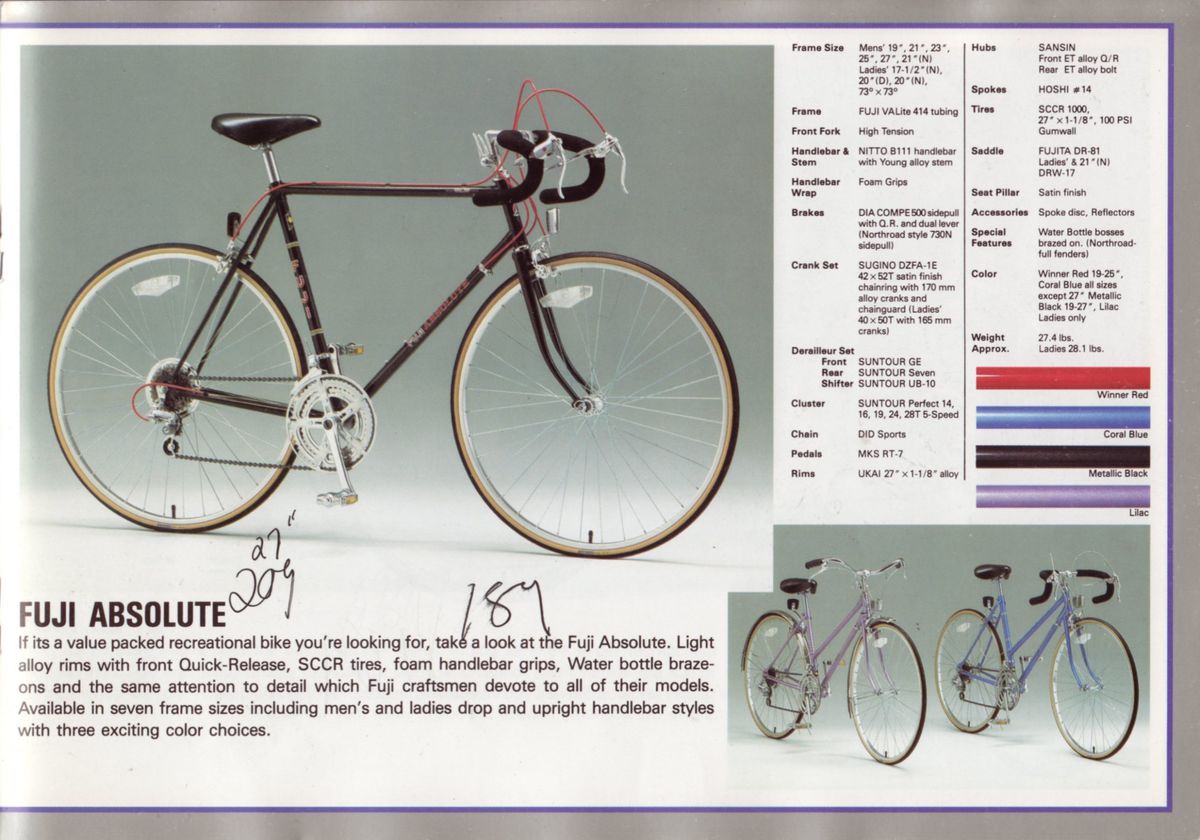 FUJI ABSOLUTE
27"
209
189
FUJI ABSOLUTE
If its a value packed recreational bike you're looking for, take a look at the Fuji Absolute. Light
alloy rims with front Quick-Release, SCCR tires, foam handlebar grips, Water bottle braze-
ons and the same attention to detail which Fuji craftsmen devote to all of their models.
Available in seven frame sizes including men's and ladies drop and upright handlebar styles
with three exciting color choices.
Frame Size Mens' 19", 21", 23",
25", 27", 21" (N)
Ladies' 17-1/2" (N),
20" (D), 20" (N),
73° × 73°
Frame FUJI VALite 414 tubing
Front Fork High Tension
Handlebar & NITTO B111 handlebar
Stem with Young alloy stem
Handlebar Foam Grips
Wrap
Brakes DIA COMPE 500 sidepull
with Q.R. and dual lever
(Northroad style 730N
sidepull)
Crank Set SUGINO DZFA-1E
42 × 52T satin finish
chainring with 170 mm
alloy cranks and
chainguard (Ladies'
40 × 50T with 165 mm
cranks)
Derailleur Set
Front SUNTOUR GE
Rear SUNTOUR Seven
Shifter SUNTOUR UB-10
Cluster SUNTOUR Perfect 14,
16, 19, 24, 28T 5-Speed
Chain DID Sports
Pedals MKS RT-7
Rims UKAI 27" × 1-1/8" alloy
Hubs SANSIN
Front ET alloy Q/R
Rear ET alloy bolt
Spokes HOSHI #14
Tires SCCR 1000,
27" × 1-1/8", 100 PSI
Gumwall
Saddle FUJITA DR-81
Ladies' & 21" (N)
DRW-17
Seat Pillar Satin finish
Accessories Spoke disc, Reflectors
Special Water Bottle bosses
Features brazed on. (Northroad-
full fenders)
Color Winner Red 19-25",
Coral Blue all sizes
except 27" Metallic
Black 19-27", Lilac
Ladies only
Weight 27.4 lbs.
Approx. Ladies 28.1 lbs.
Winner Red
Coral Blue
Metallic Black
Lilac